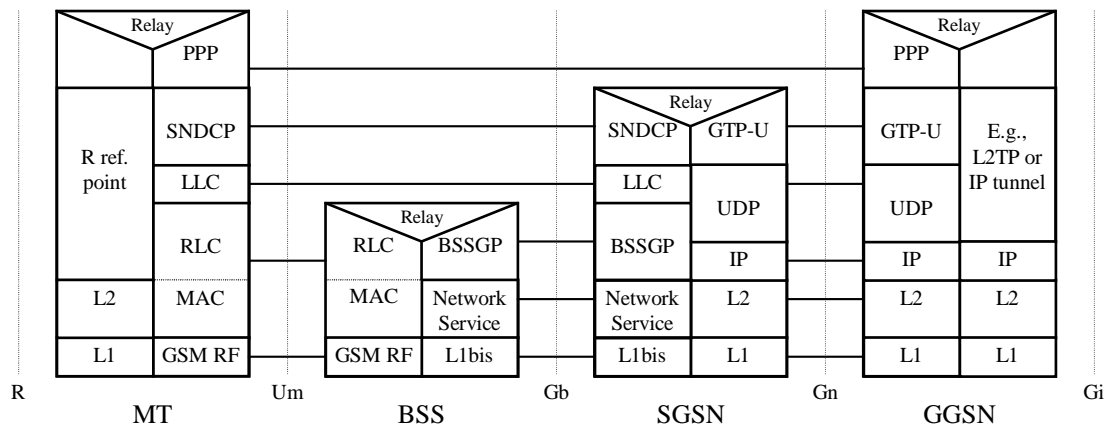 Relay
PPP
SNDCP
R ref.
point
LLC
RLC
L2
MAC
L1
GSM RF
Relay
RLC
BSSGP
MAC
Network
Service
GSM RF
L1bis
Relay
SNDCP
GTP-U
LLC
UDP
BSSGP
IP
Network
Service
L2
L1bis
L1
Relay
PPP
GTP-U
E.g.,
L2TP or
IP tunnel
UDP
IP
IP
L2
L2
L1
L1
R
Um
Gb
Gn
Gi
MT
BSS
SGSN
GGSN